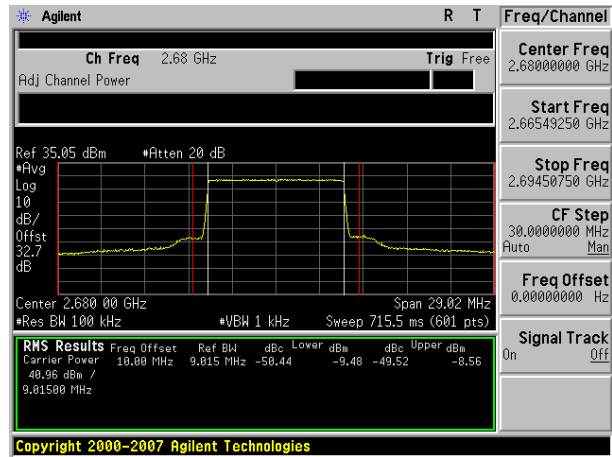 Agilent R T Freq/Channel
Ch Freq 2.68 GHz Trig Free
Adj Channel Power
Center Freq
2.68000000 GHz
Start Freq
2.66549250 GHz
Stop Freq
2.69450750 GHz
CF Step
30.0000000 MHz
Auto Man
Freq Offset
0.00000000 Hz
Signal Track
On Off
Ref 35.05 dBm #Atten 20 dB
#Avg
Log
10
dB/
Offst
32.7
dB
Center 2.680 00 GHz Span 29.02 MHz
#Res BW 100 kHz #VBW 1 kHz Sweep 715.5 ms (601 pts)
RMS Results Freq Offset Ref BW dBc Lower dBm dBc Upper dBm
Carrier Power 10.00 MHz 9.015 MHz -50.44 -9.48 -49.52 -8.56
40.96 dBm /
9.01500 MHz
Copyright 2000-2007 Agilent Technologies